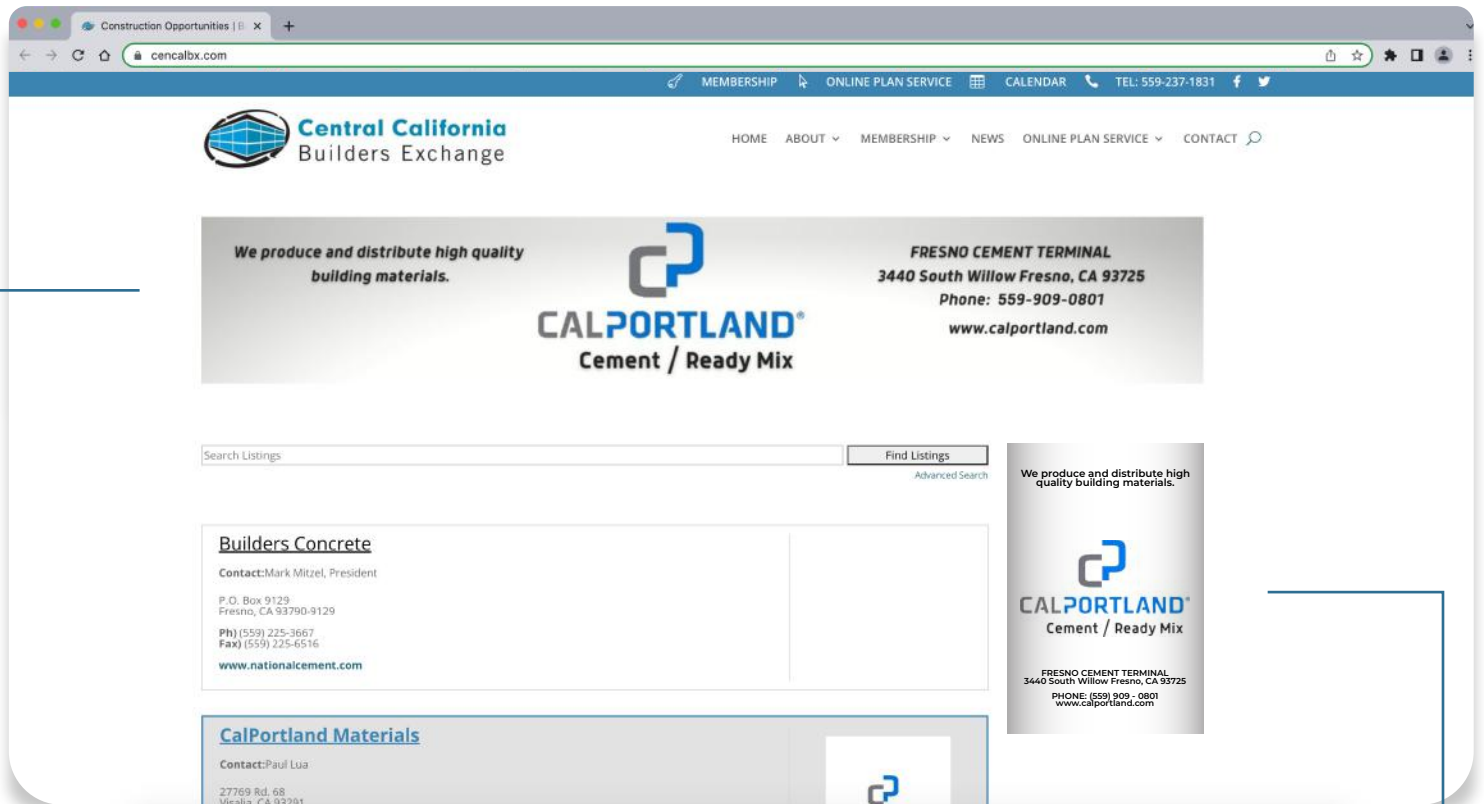 Construction Opportunities | B
cencalbx.com
MEMBERSHIP ONLINE PLAN SERVICE CALENDAR TEL: 559-237-1831
Central California
Builders Exchange
HOME ABOUT MEMBERSHIP NEWS ONLINE PLAN SERVICE CONTACT
We produce and distribute high quality
building materials.
CALPORTLAND®
Cement / Ready Mix
FRESNO CEMENT TERMINAL
3440 South Willow Fresno, CA 93725
Phone: 559-909-0801
www.calportland.com
Search Listings
Find Listings
Advanced Search
Builders Concrete
Contact:Mark Mitzel, President
P.O. Box 9129
Fresno, CA 93790-9129
Ph) (559) 225-3667
Fax) (559) 225-6516
www.nationalcement.com
We produce and distribute high
quality building materials.
CALPORTLAND®
Cement / Ready Mix
FRESNO CEMENT TERMINAL
3440 South Willow Fresno, CA 93725
PHONE: (559) 909 - 0801
www.calportland.com
CalPortland Materials
Contact:Paul Lua
27769 Rd. 68
Visalia, CA 93291